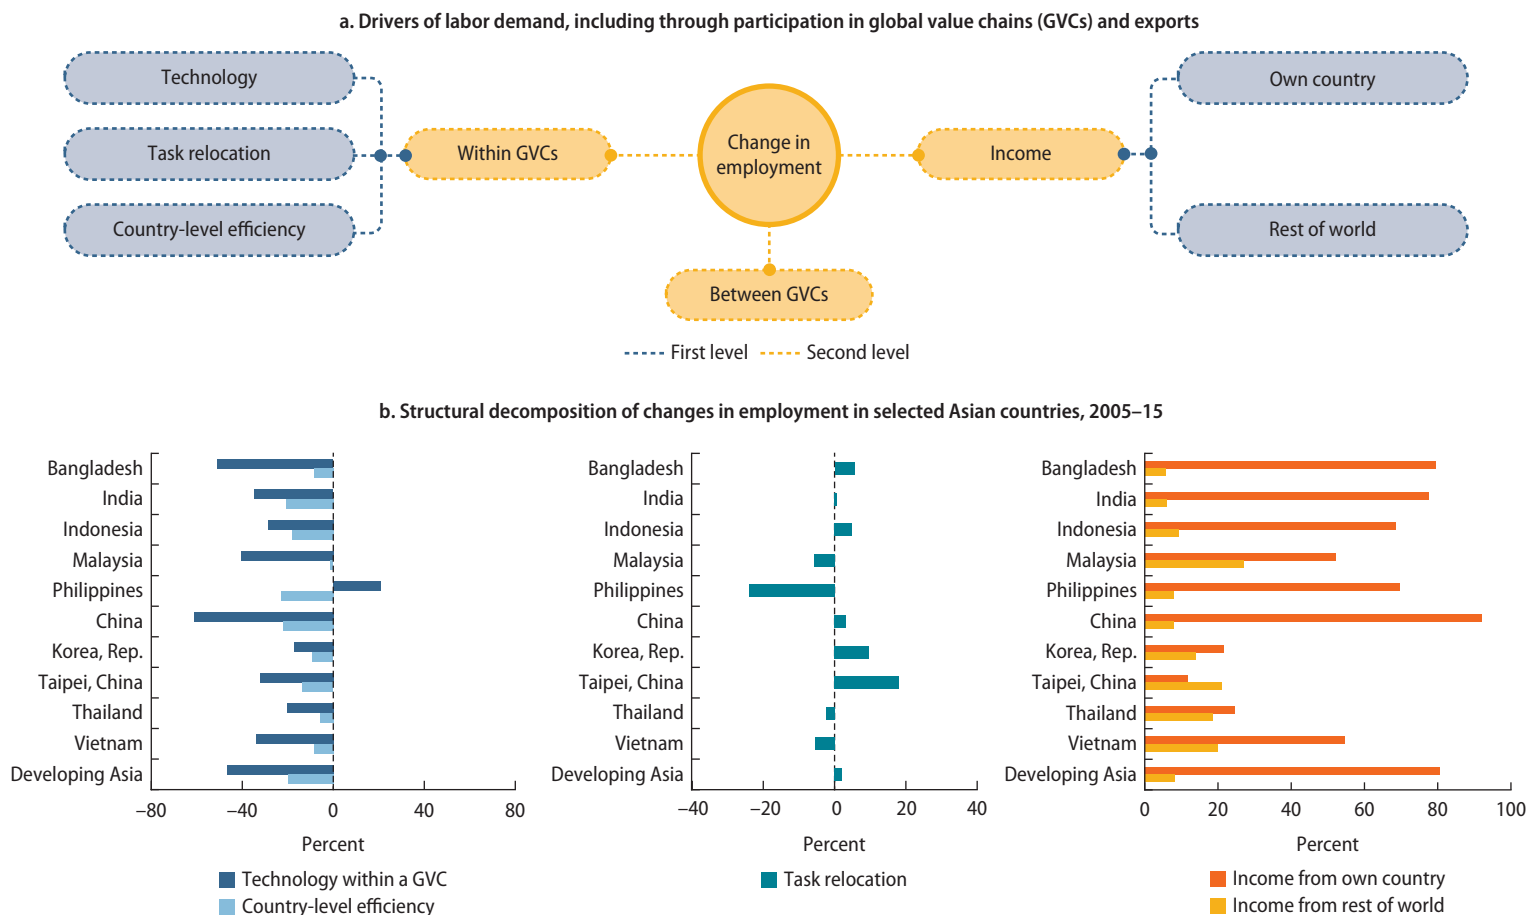 a. Drivers of labor demand, including through participation in global value chains (GVCs) and exports
Technology
Task relocation
Country-level efficiency
Within GVCs
Change in
employment
Between GVCs
Income
Own country
Rest of world
First level
Second level
b. Structural decomposition of changes in employment in selected Asian countries, 2005–15
Bangladesh
India
Indonesia
Malaysia
Philippines
China
Korea, Rep.
Taipei, China
Thailand
Vietnam
Developing Asia
–80
–40
0
40
80
Percent
Technology within a GVC
Country-level efficiency
Bangladesh
India
Indonesia
Malaysia
Philippines
China
Korea, Rep.
Taipei, China
Thailand
Vietnam
Developing Asia
–40
–20
0
20
40
Percent
Task relocation
Bangladesh
India
Indonesia
Malaysia
Philippines
China
Korea, Rep.
Taipei, China
Thailand
Vietnam
Developing Asia
0
20
40
60
80
100
Percent
Income from own country
Income from rest of world